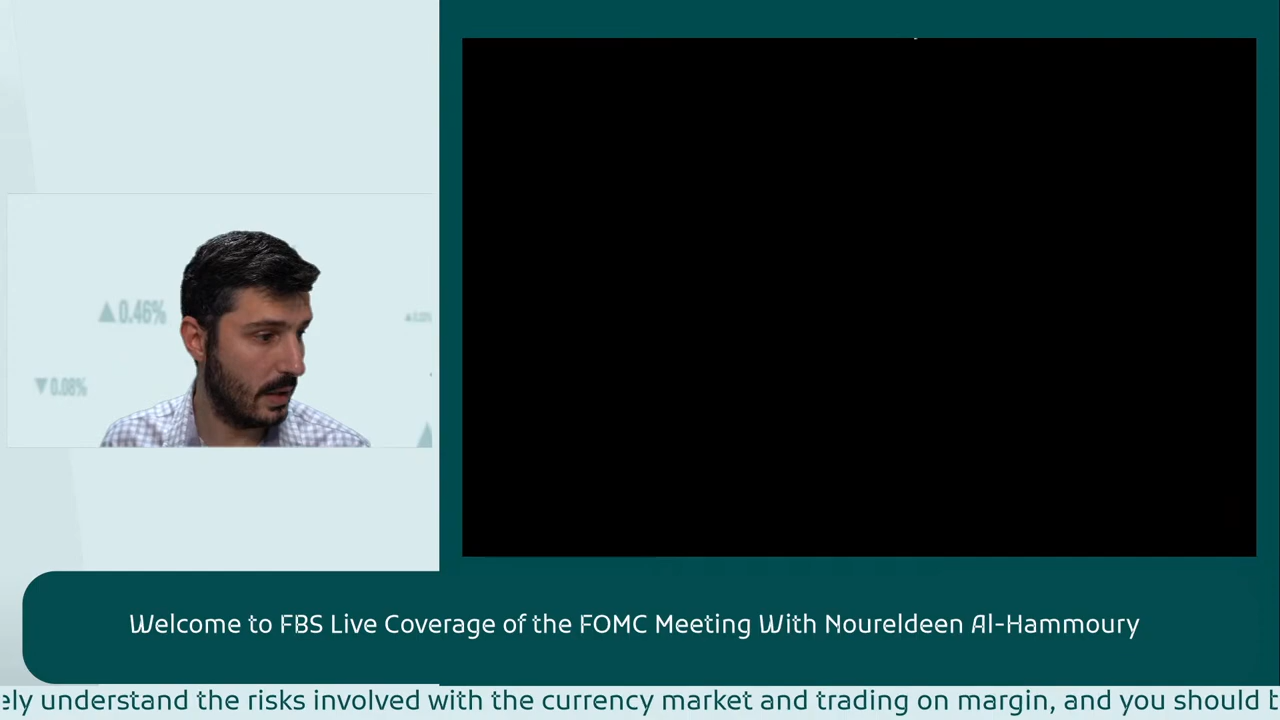 ▲0.46%
▼0.08%
Welcome to FBS Live Coverage of the FOMC Meeting With Noureldeen Al-Hammoury
understand the risks involved with the currency market and trading on margin, and you should